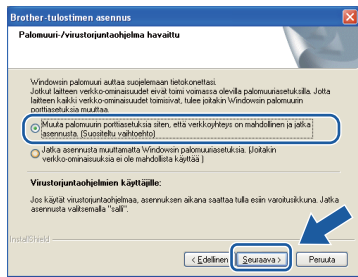 Brother-tulostimen asennus
Palomuuri-/virustorjuntaohjelma havaittu
Windowsin palomuuri auttaa suojelemaan tietokonettasi.
Jotkut laitteen verkko-ominaisuudet eivät toimi voimassa olevilla palomuuriasetuksilla. Jotta
laitteen kaikki verkko-ominaisuudet toimisivat, tulee joitakin Windowsin palomuurin
porttiasetuksia muuttaa.
Muuta palomuurin porttiasetuksia siten, että verkkoyhteys on mahdollinen ja jatka
asennusta. (Suositeltu vaihtoehto)
Jatka asennusta muuttamatta Windowsin palomuuriasetuksia. (Joitakin
verkko-ominaisuuksia ei ole mahdollista käyttää )
Virustorjuntaohjelmien käyttäjille:
Jos käytät virustorjuntaohjelmaa, asennuksen aikana saattaa tulla esiin varoitusikkuna. Jatka
asennusta valitsemalla "salli".
InstallShield
< Edellinen Seuraava > Peruuta